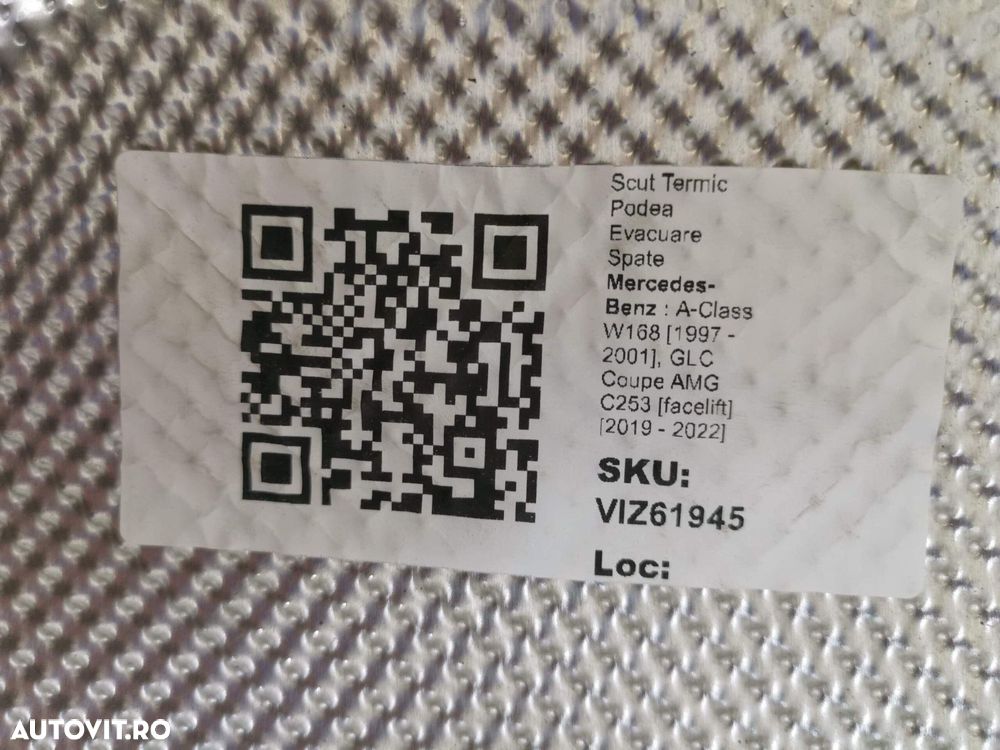 Scut Termic
Podea
Evacuare
Spate
Mercedes-
Benz : A-Class
W168 [1997 -
2001], GLC
Coupe AMG
C253 [facelift]
[2019 - 2022]
SKU:
VIZ61945
Loc:
AUTOVIT.RO